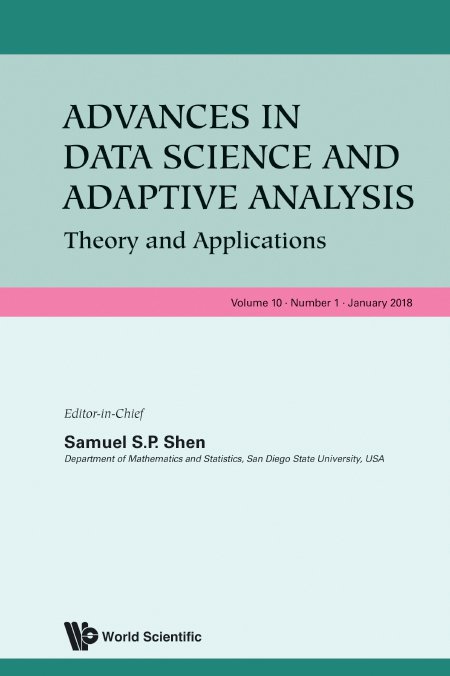 ADVANCES IN
DATA SCIENCE AND
ADAPTIVE ANALYSIS
Theory and Applications
Volume 10 · Number 1 · January 2018
Editor-in-Chief
Samuel S.P. Shen
Department of Mathematics and Statistics, San Diego State University, USA
World Scientific